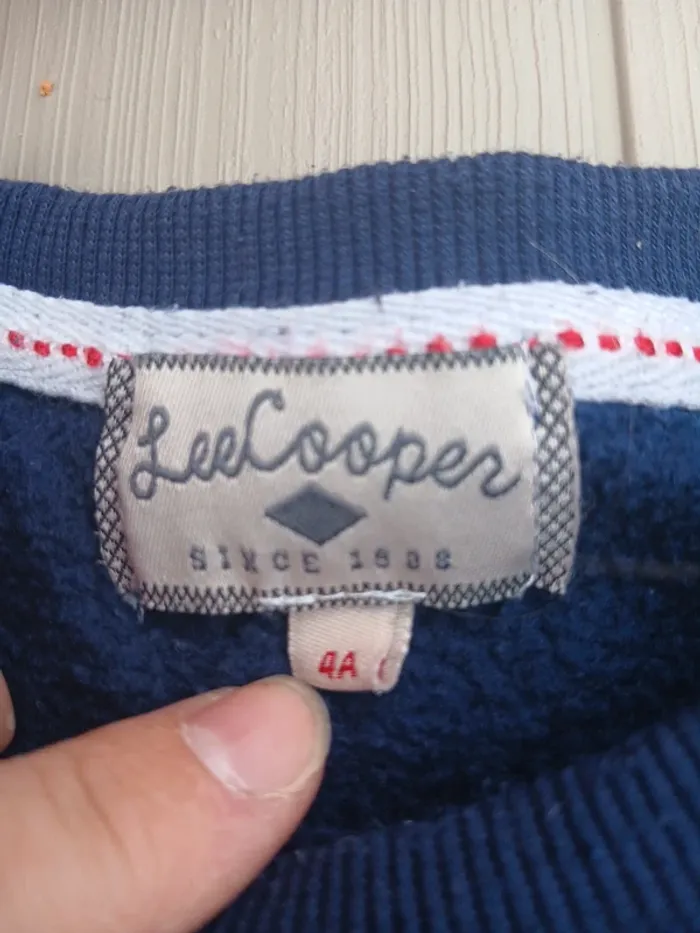 LeeCooper
SINCE 1908
4A